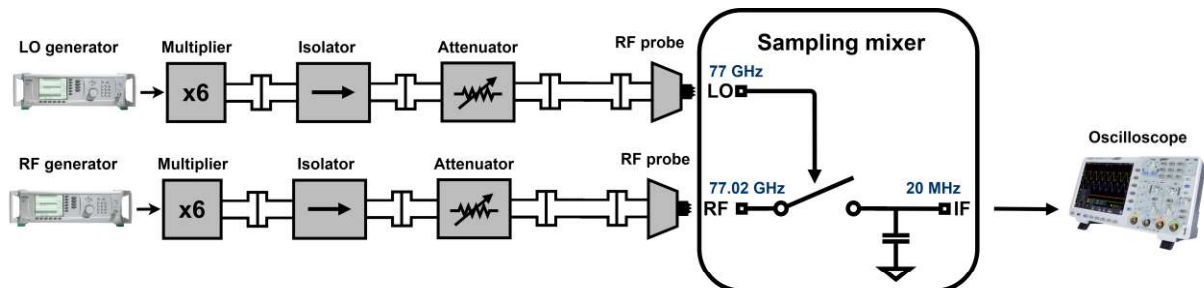 LO generator
Multiplier
Isolator
Attenuator
RF probe
Sampling mixer
x6
77 GHz
LO
Oscilloscope
RF generator
Multiplier
Isolator
Attenuator
RF probe
x6
77.02 GHz
RF
20 MHz
IF